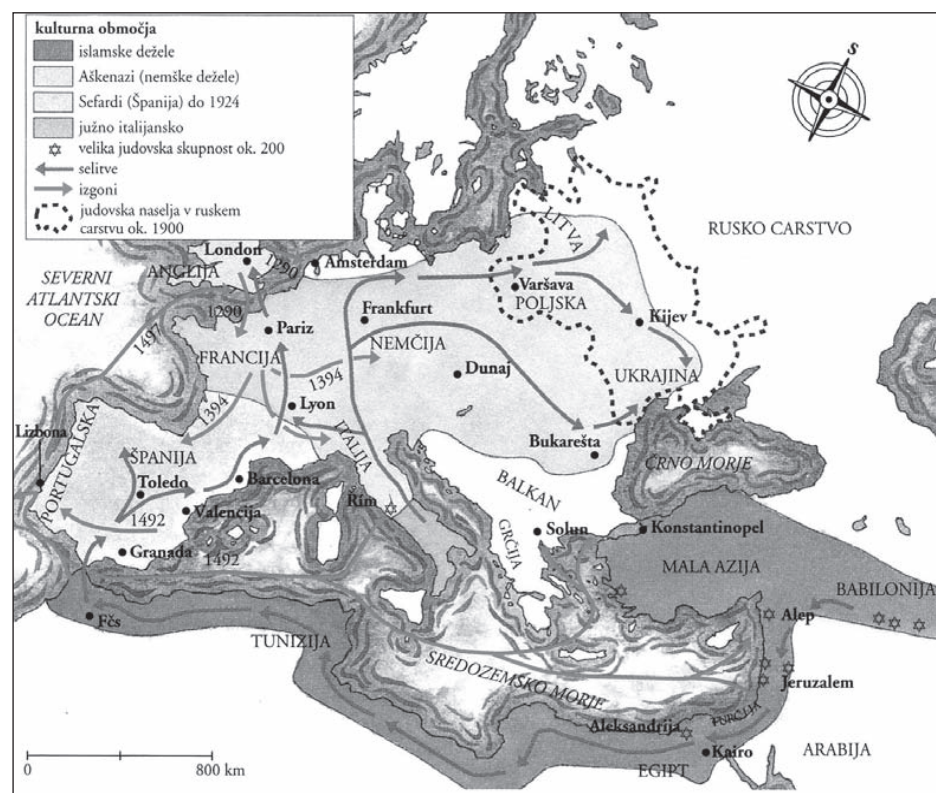 kulturna območja
islamske dežele
Aškenazi (nemške dežele)
Sefardi (Španija) do 1924
južno italijansko
velika judovska skupnost ok. 200
selitve
izgoni
judovska naselja v ruskem
carstvu ok. 1900
S
LITVA
RUSKO CARSTVO
London
1290
Amsterdam
ANGLIJA
SEVERNI
ATLANTSKI
OCEAN
Varšava
POLJSKA
1290
Frankfurt
Kijev
1497
Pariz
NEMČIJA
FRANCIJA
Dunaj
1394
UKRAJINA
1394
Lyon
Lizbona
PORTUGALSKA
ITALIJA
Bukarešta
ŠPANIJA
ČRNO MORJE
Toledo
Barcelona
BALKAN
Rim
1492
Valencija
Solun
Konstantinopel
GRČIJA
Granada
1492
MALA AZIJA
BABILONIJA
Fčs
Alep
TUNIZIJA
SREDOZEMSKO MORJE
Jeruzalem
TURČIJA
Aleksandrija
Kairo
ARABIJA
EGIPT
0
800 km